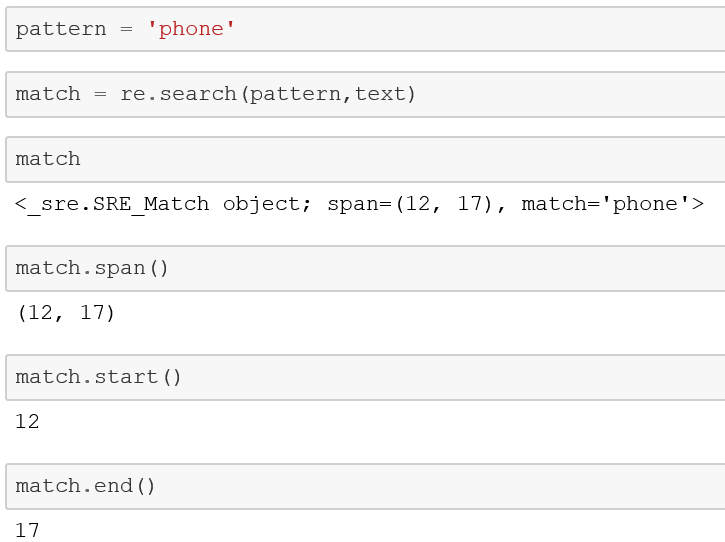 pattern = 'phone'
match = re.search(pattern,text)
match
<_sre.SRE_Match object; span=(12, 17), match='phone'>
match.span()
(12, 17)
match.start()
12
match.end()
17